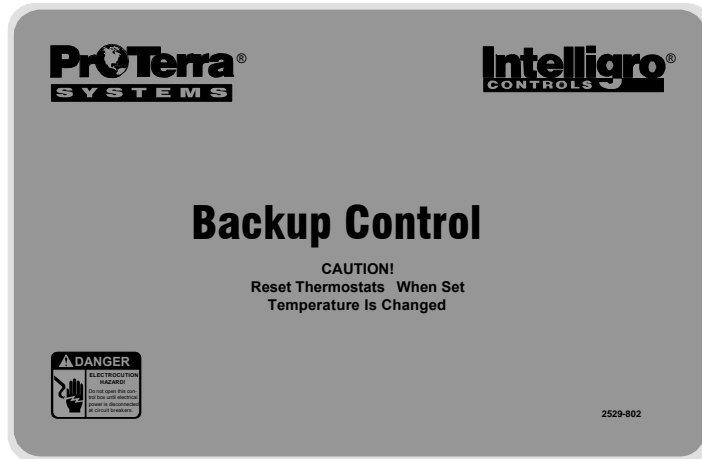 ProTerra®
SYSTEMS
Intelligro®
CONTROLS
Backup Control
CAUTION!
Reset Thermostats When Set
Temperature Is Changed
DANGER
ELECTROCUTION
HAZARD!
Do not open this con-
trol box until electrical
power is disconnected
at circuit breakers.
2529-802